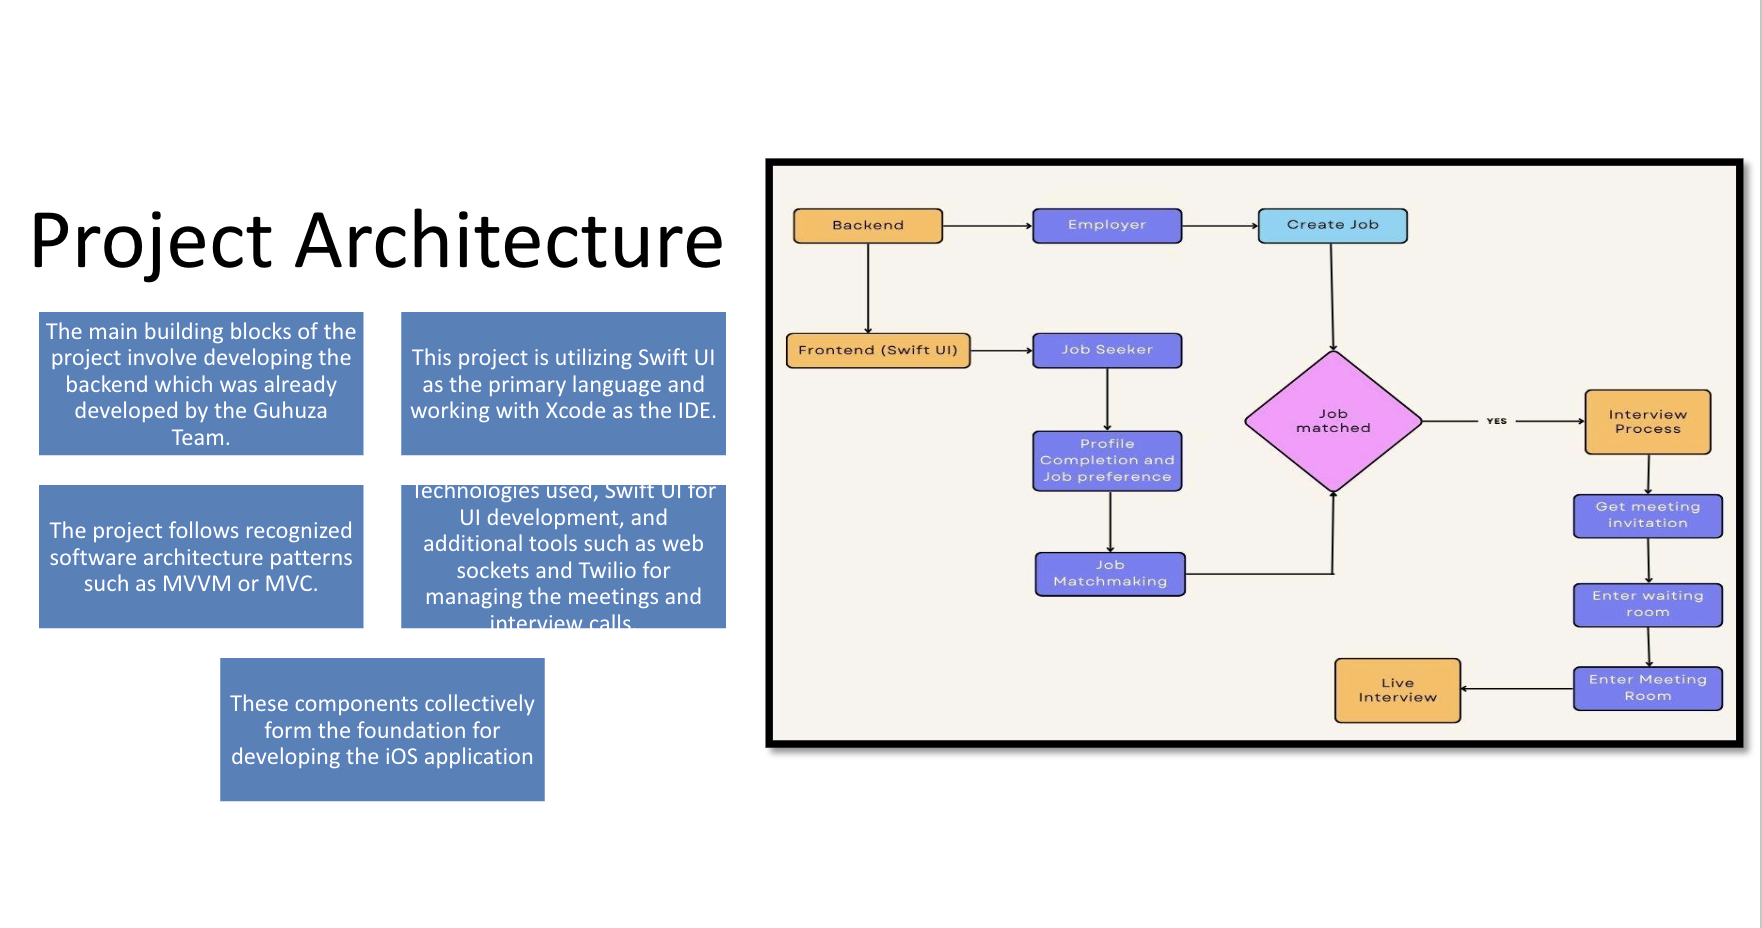 Project Architecture
The main building blocks of the
project involve developing the
backend which was already
developed by the Guhuza
Team.
This project is utilizing Swift UI
as the primary language and
working with Xcode as the IDE.
The project follows recognized
software architecture patterns
such as MVVM or MVC.
Technologies used, Swift UI for
UI development, and
additional tools such as web
sockets and Twilio for
managing the meetings and
interview calls.
These components collectively
form the foundation for
developing the iOS application
Backend
Employer
Create Job
Frontend (Swift UI)
Job Seeker
Job
matched
YES
Interview
Process
Profile
Completion and
Job preference
Get meeting
invitation
Job
Matchmaking
Enter waiting
room
Live
Interview
Enter Meeting
Room